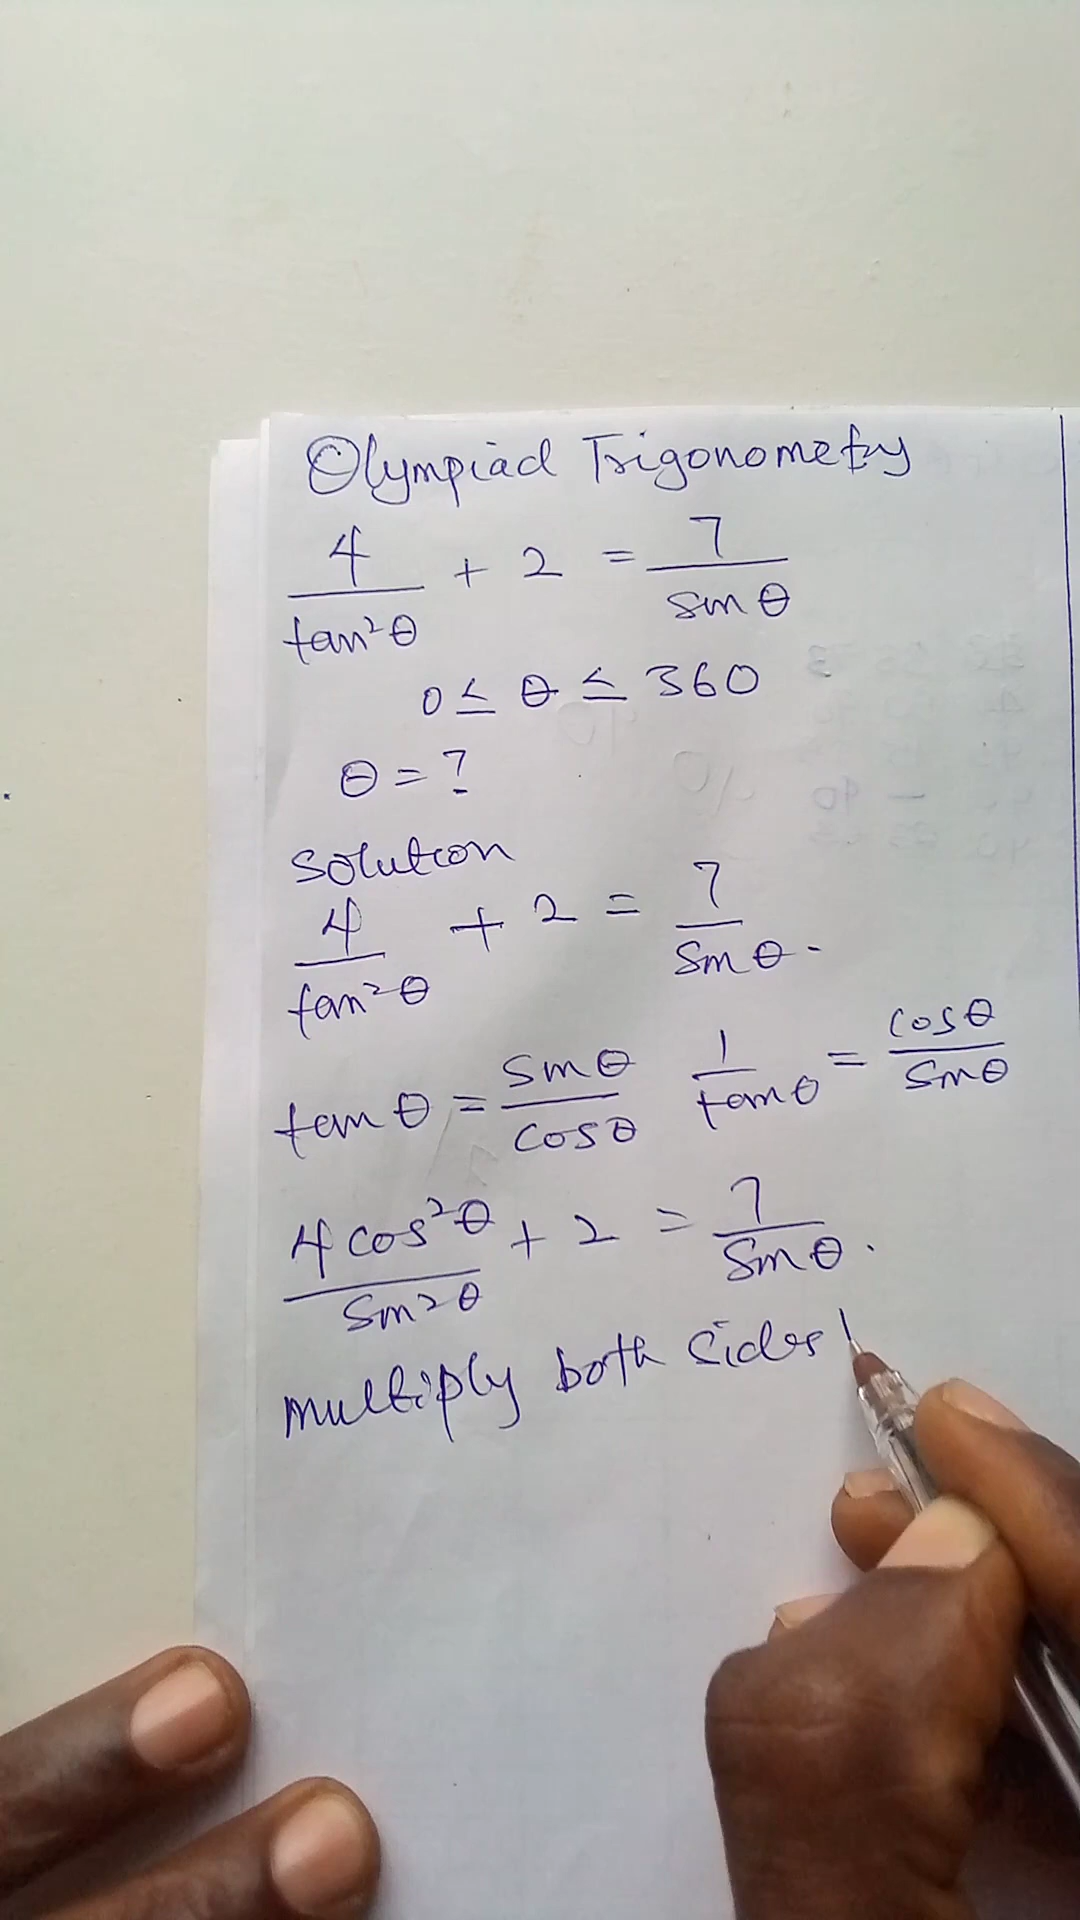 Olympiad Trigonometry
4/tan²θ + 2 = 7/sinθ
0 ≤ θ ≤ 360
θ = ?
Solution
4/tan²θ + 2 = 7/sinθ.
tanθ = sinθ/cosθ 1/tanθ = cosθ/sinθ
4cos²θ/sin²θ + 2 = 7/sinθ.
multiply both sides